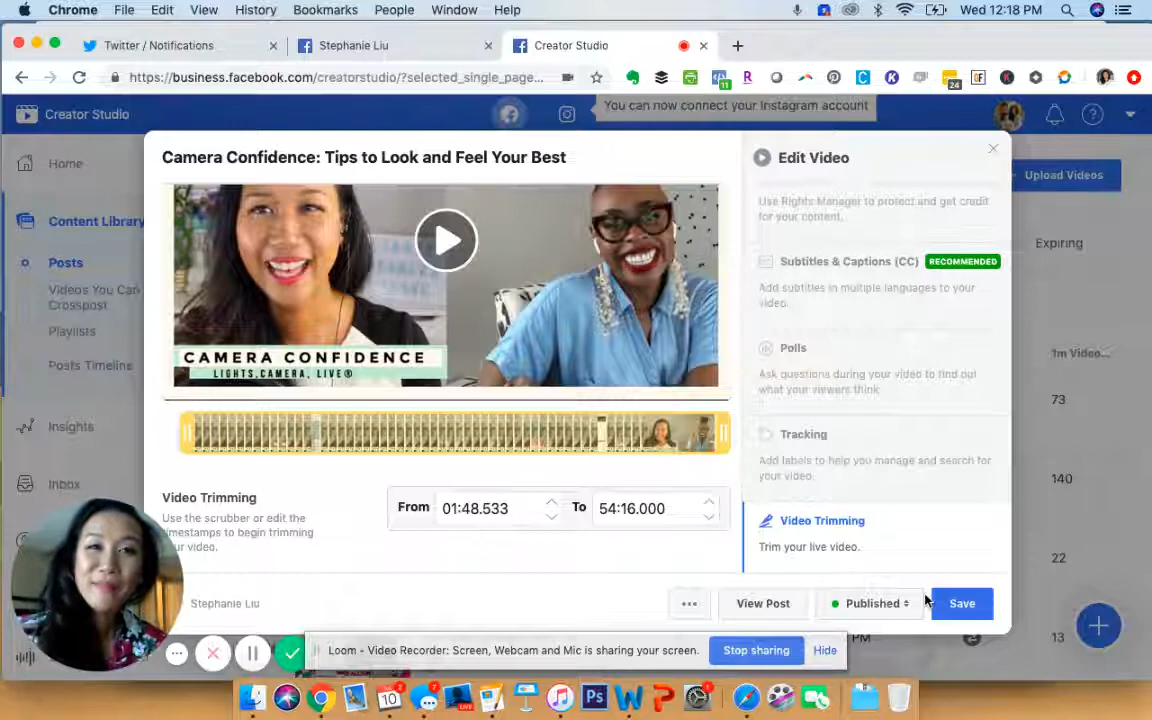 Chrome File Edit View History Bookmarks People Window Help Wed 12:18 PM
Twitter / Notifications
Stephanie Liu
Creator Studio
https://business.facebook.com/creatorstudio/?selected_single_page...
11
24
Creator Studio
You can now connect your Instagram account
Home
Camera Confidence: Tips to Look and Feel Your Best
Edit Video
Upload Videos
Use Rights Manager to protect and get credit
for your content.
Content Library
Expiring
Posts
Subtitles & Captions (CC) RECOMMENDED
Add subtitles in multiple languages to your
video.
Videos You Can
Crosspost
Playlists
Polls
1m Video...
Posts Timeline
CAMERA CONFIDENCE
LIGHTS, CAMERA, LIVE®
Ask questions during your video to find out
what your viewers think
73
Insights
Tracking
Add labels to help you manage and search for
your video.
140
Inbox
Video Trimming
Use the scrubber or edit the
timestamps to begin trimming
your video.
From 01:48.533 To 54:16.000
Video Trimming
Trim your live video.
22
Stephanie Liu
View Post
Published
Save
PM
2
13
Loom - Video Recorder: Screen, Webcam and Mic is sharing your screen.
Stop sharing
Hide